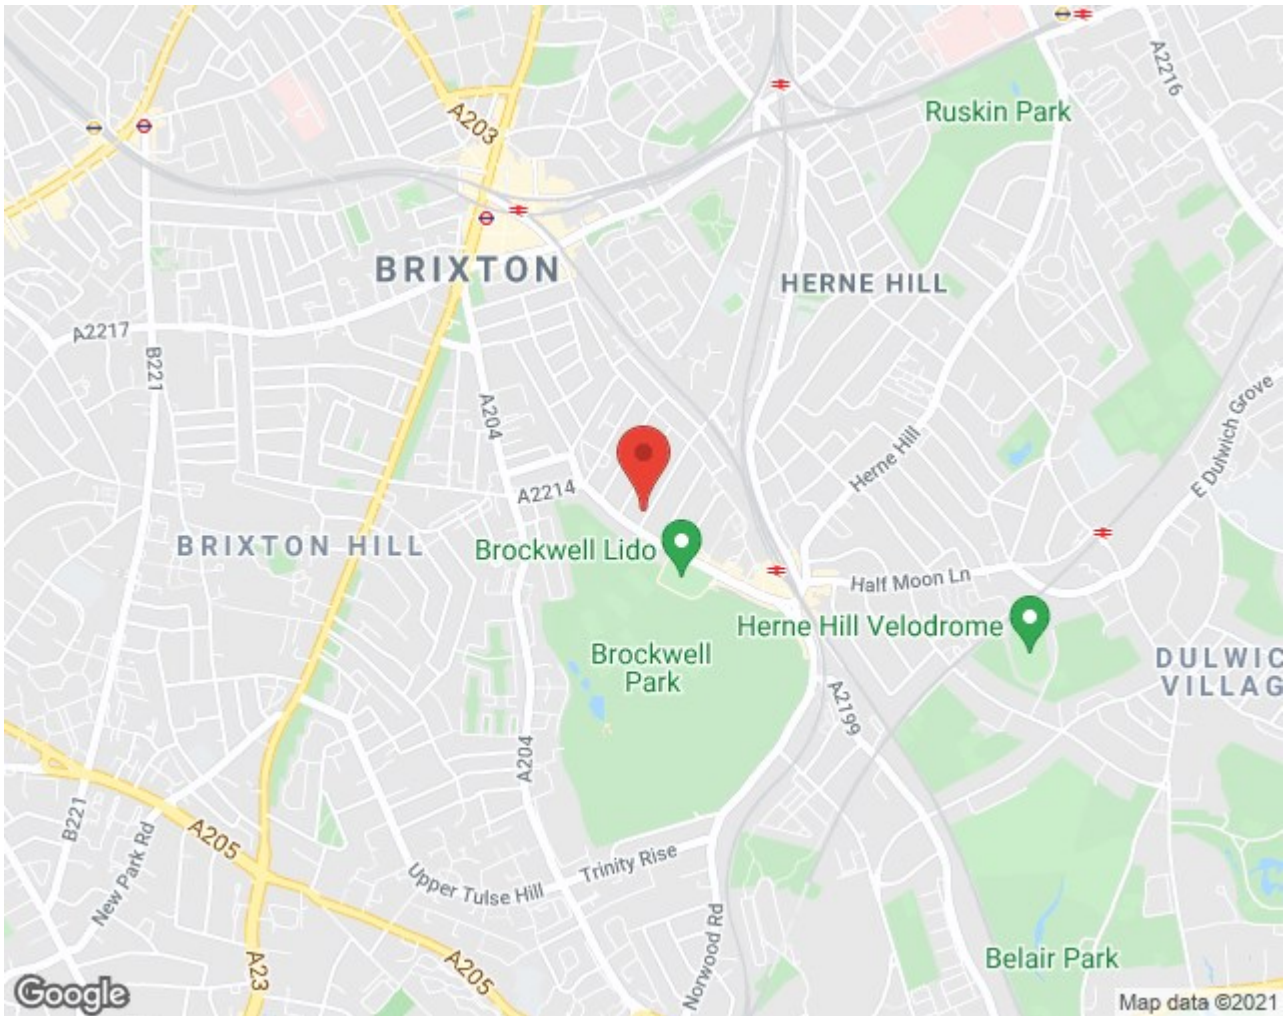 A2216
Ruskin Park
A203
BRIXTON
HERNE HILL
A2217
B221
A204
E Dulwich Grove
Herne Hill
A2214
BRIXTON HILL
Brockwell Lido
Half Moon Ln
Herne Hill Velodrome
Brockwell
Park
DULWIC
VILLAG
A2199
A204
B221
A205
New Park Rd
Upper Tulse Hill
Trinity Rise
Norwood Rd
A23
A205
Belair Park
Google
Map data ©2021